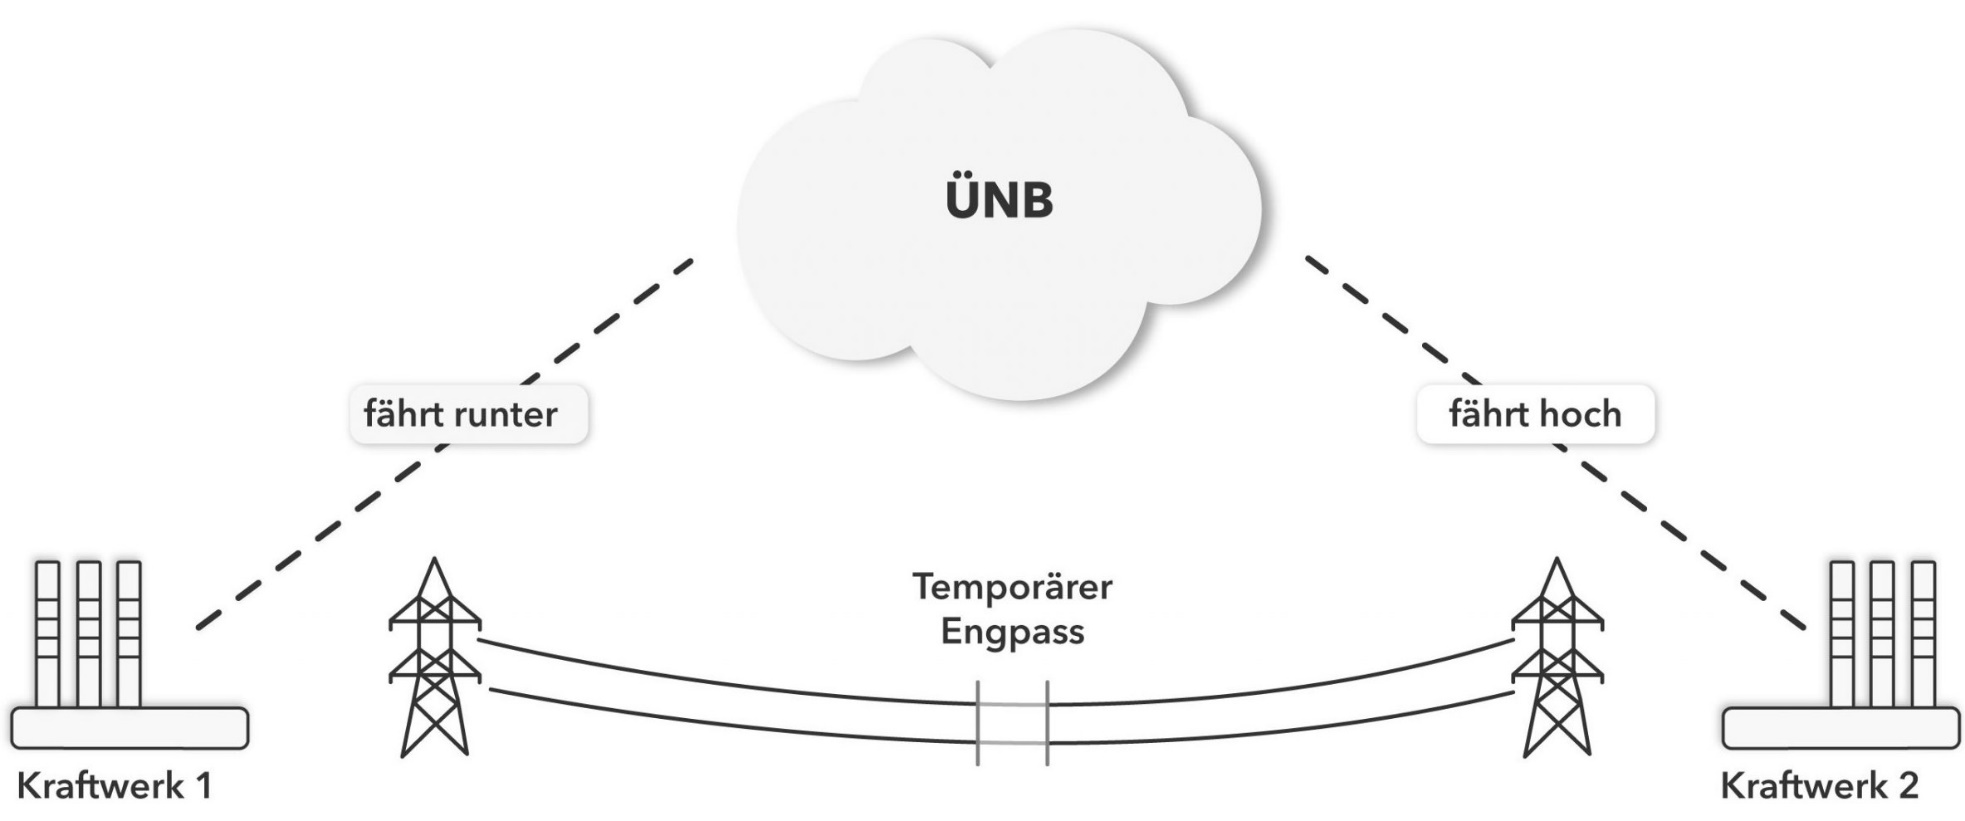 ÜNB
fährt runter
fährt hoch
Temporärer
Engpass
Kraftwerk 1
Kraftwerk 2